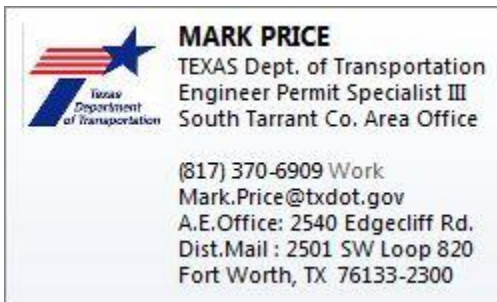 MARK PRICE
TEXAS Dept. of Transportation
Engineer Permit Specialist III
South Tarrant Co. Area Office
Texas
Department
of Transportation
(817) 370-6909 Work
Mark.Price@txdot.gov
A.E.Office: 2540 Edgecliff Rd.
Dist.Mail : 2501 SW Loop 820
Fort Worth, TX 76133-2300